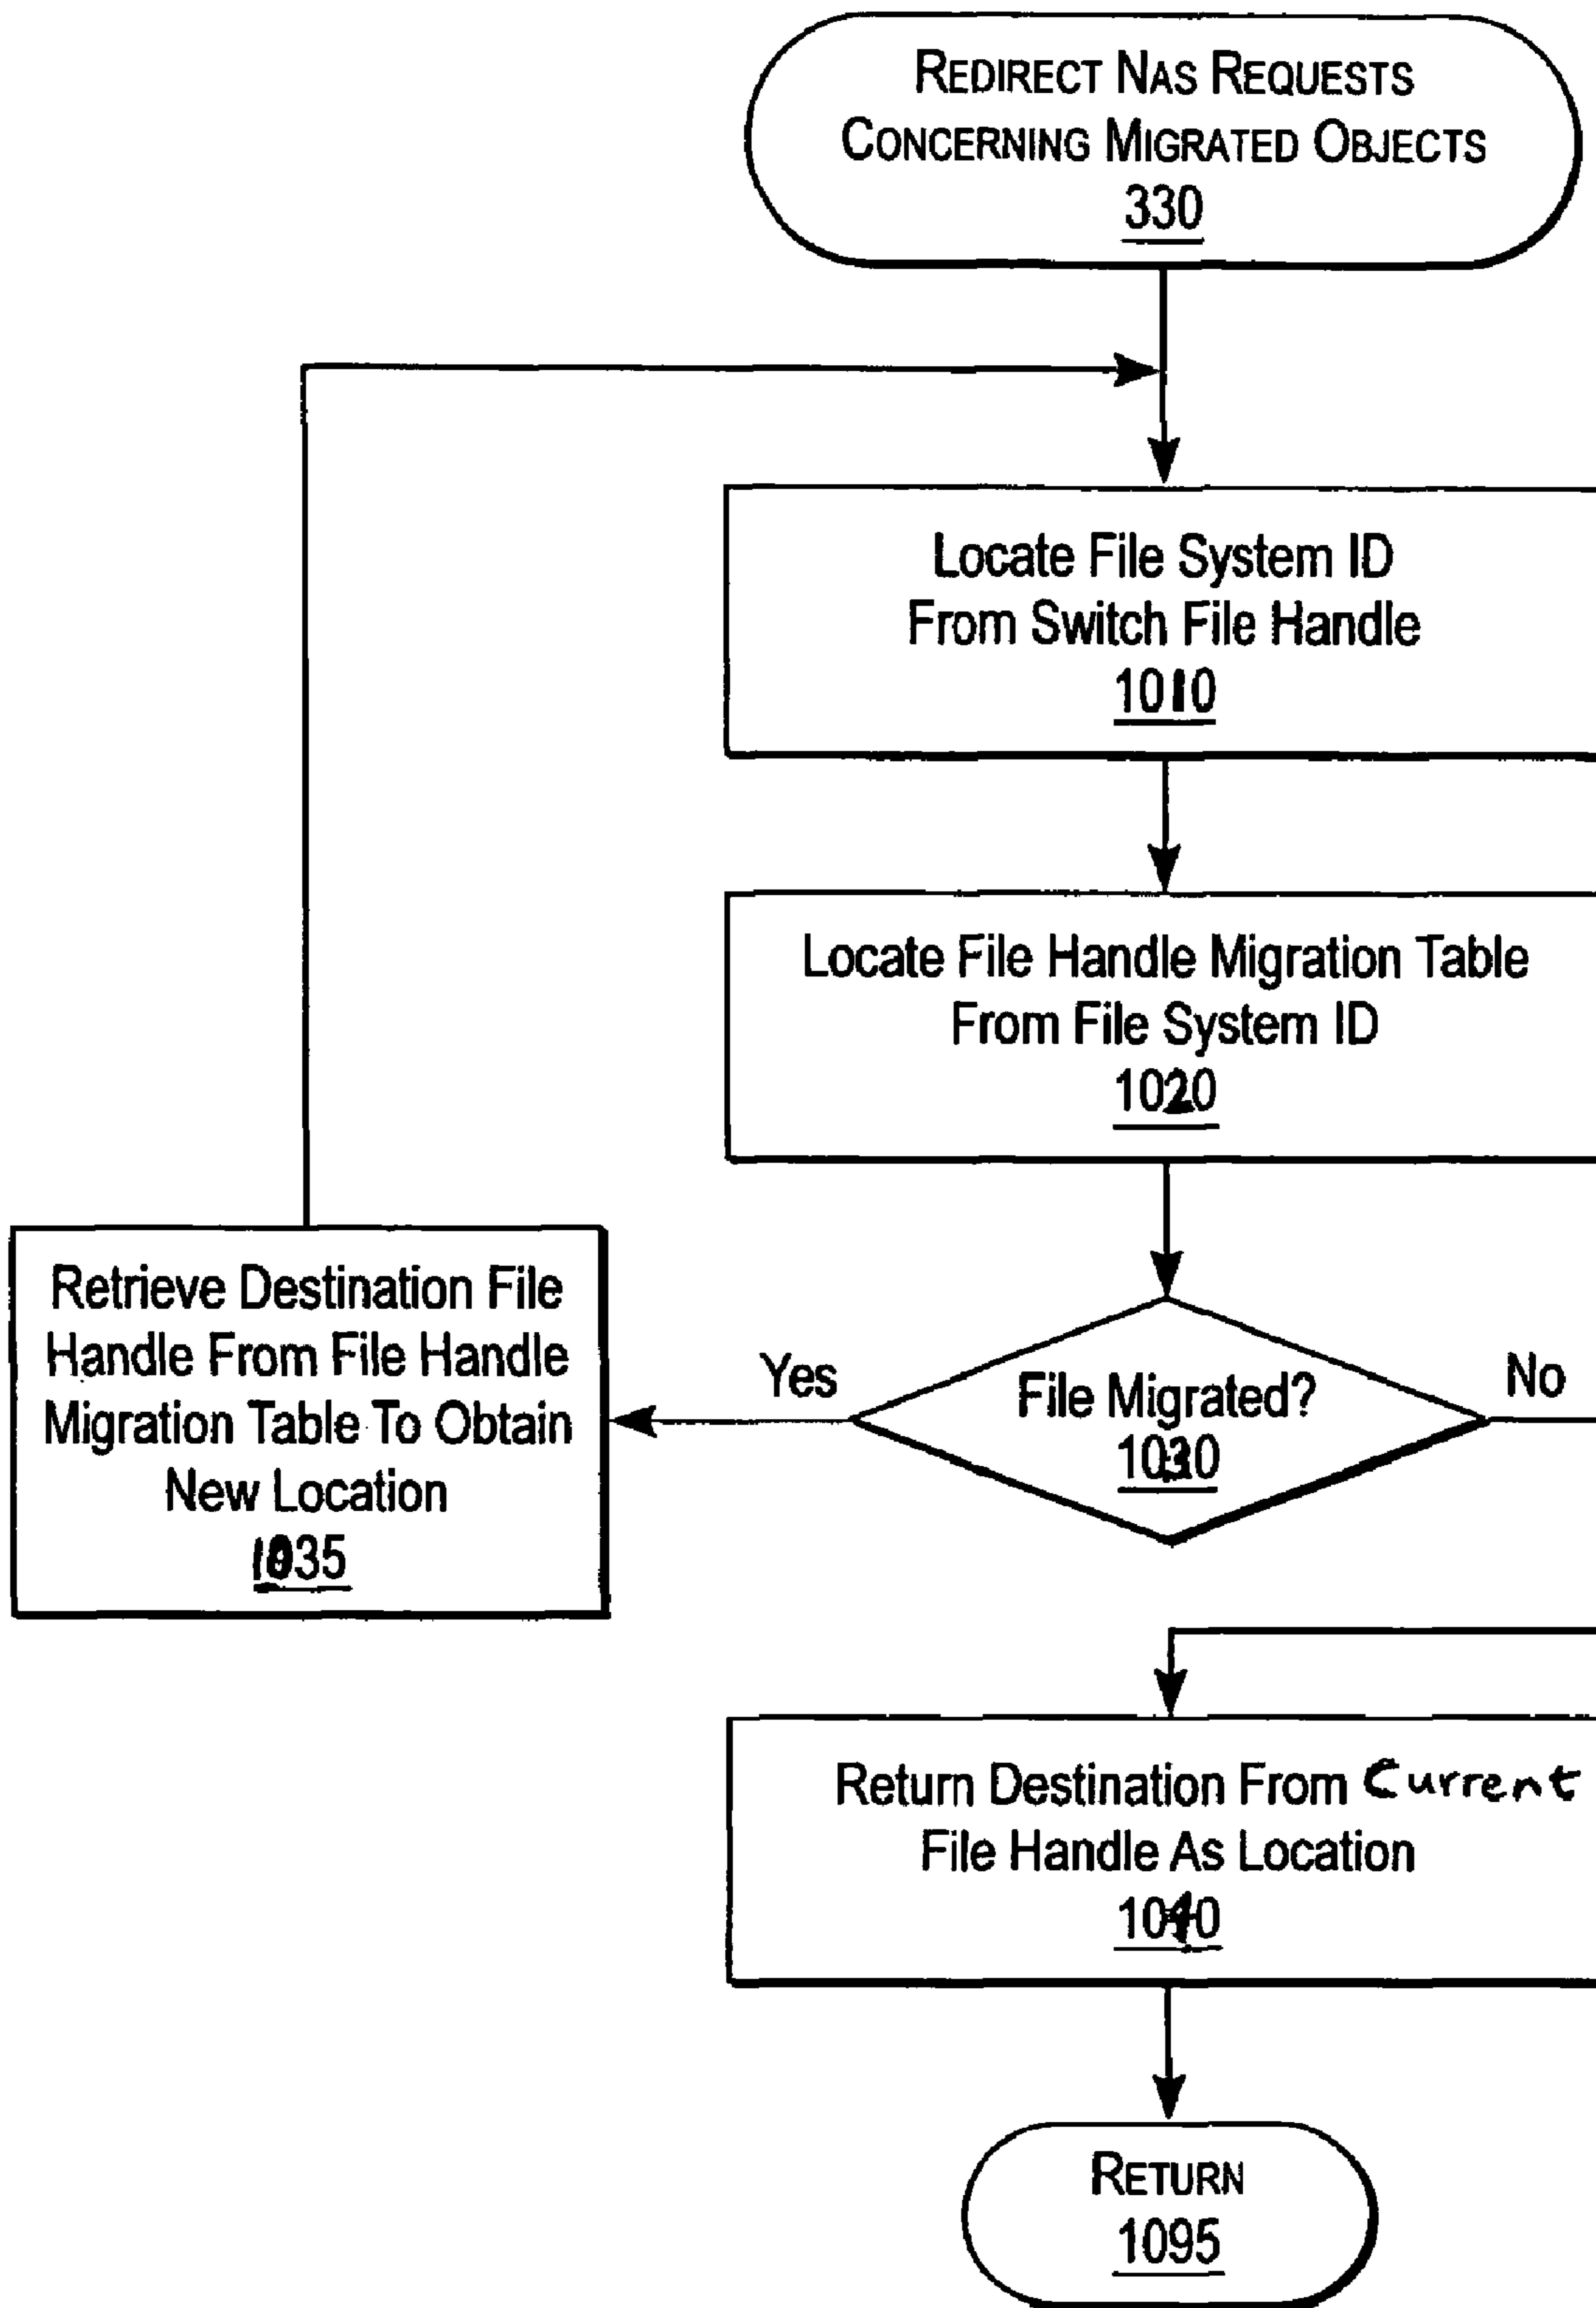 REDIRECT NAS REQUESTS
CONCERNING MIGRATED OBJECTS
330
Locate File System ID
From Switch File Handle
1010
Locate File Handle Migration Table
From File System ID
1020
Retrieve Destination File
Handle From File Handle
Migration Table To Obtain
New Location
1035
Yes
File Migrated?
1030
No
Return Destination From Current
File Handle As Location
1040
RETURN
1095